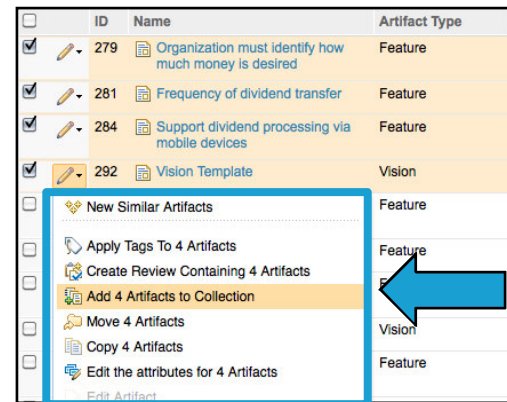 ID Name Artifact Type
279 Organization must identify how Feature
much money is desired
281 Frequency of dividend transfer Feature
284 Support dividend processing via Feature
mobile devices
292 Vision Template Vision
New Similar Artifacts Feature
Apply Tags To 4 Artifacts Feature
Create Review Containing 4 Artifacts
Add 4 Artifacts to Collection
Move 4 Artifacts Vision
Copy 4 Artifacts
Edit the attributes for 4 Artifacts Feature
Edit Artifact